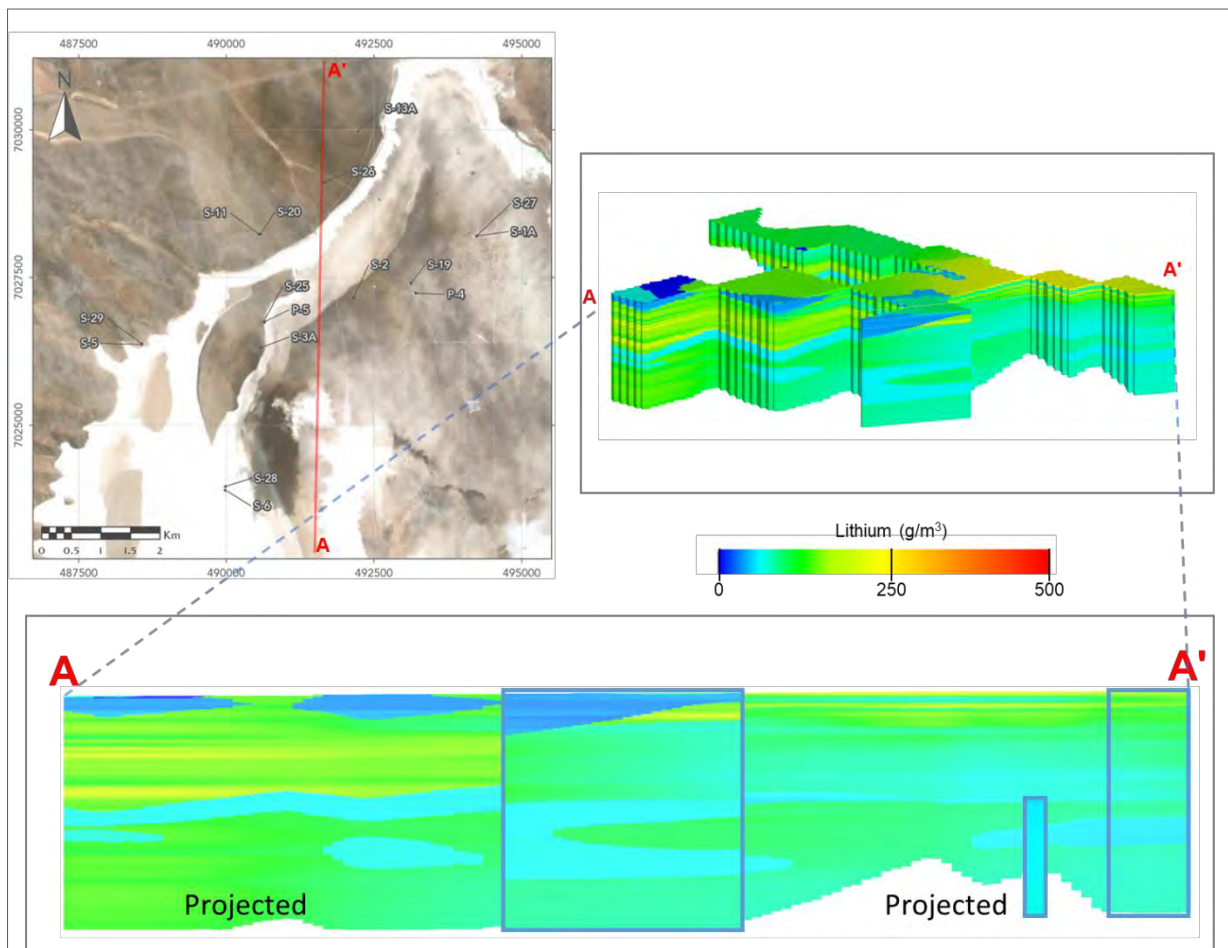 487500 490000 492500 495000
A'
N
S-13A
7030000
S-26
S-11 S-20
S-27
S-1A
S-2
S-19
P-4
7027500
S-25
P-5
S-29
S-5
S-3A
7025000
S-28
S-6
A
0 0.5 1 1.5 2 Km
487500 490000 492500 495000
A
A'
Lithium (g/m³)
0 250 500
A
A'
Projected
Projected